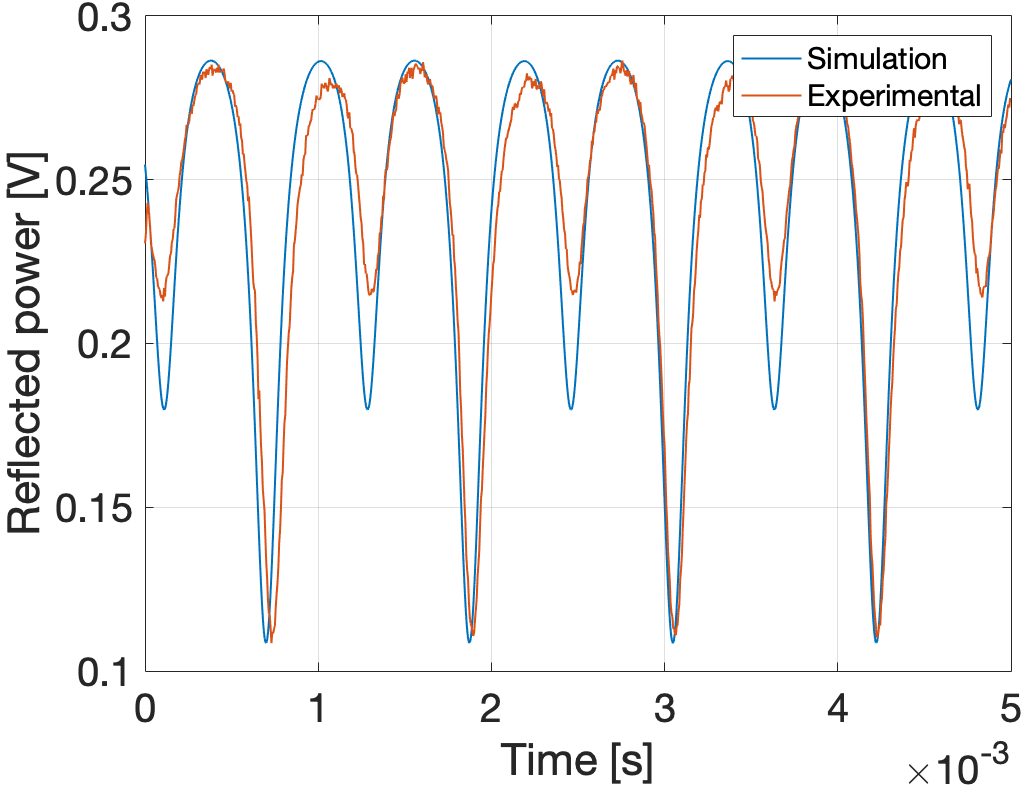 0.3
0.25
0.2
0.15
0.1
Reflected power [V]
Simulation
Experimental
0 1 2 3 4 5
Time [s]
×10⁻³